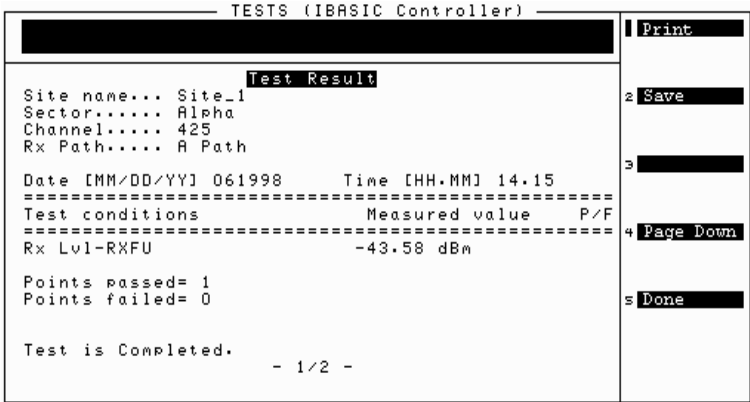 TESTS (IBASIC Controller)
Test Result
Site name... Site_1
Sector...... Alpha
Channel..... 425
Rx Path..... A Path
Date [MM/DD/YY] 061998 Time [HH.MM] 14.15
================================================
Test conditions Measured value P/F
================================================
Rx Lvl-RXFU -43.58 dBm
Points passed= 1
Points failed= 0
Test is Completed.
- 1/2 -
1 Print
2 Save
3
4 Page Down
5 Done